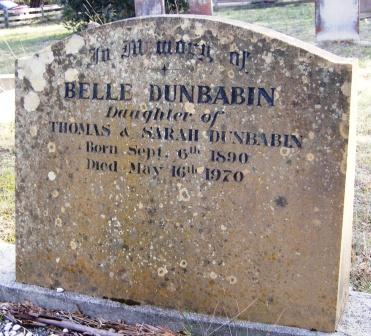 In Memory of
BELLE DUNBABIN
Daughter of
THOMAS & SARAH DUNBABIN
Born Sept. 6th 1890
Died May 16th 1970